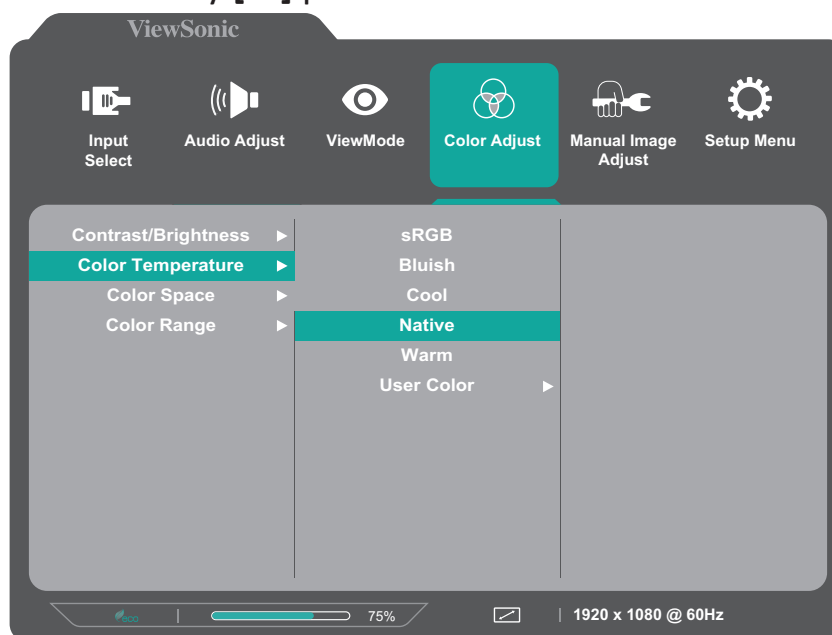 ViewSonic
Input
Select
Audio Adjust
ViewMode
Color Adjust
Manual Image
Adjust
Setup Menu
Contrast/Brightness
Color Temperature
Color Space
Color Range
sRGB
Bluish
Cool
Native
Warm
User Color
eco
75%
1920 x 1080 @ 60Hz